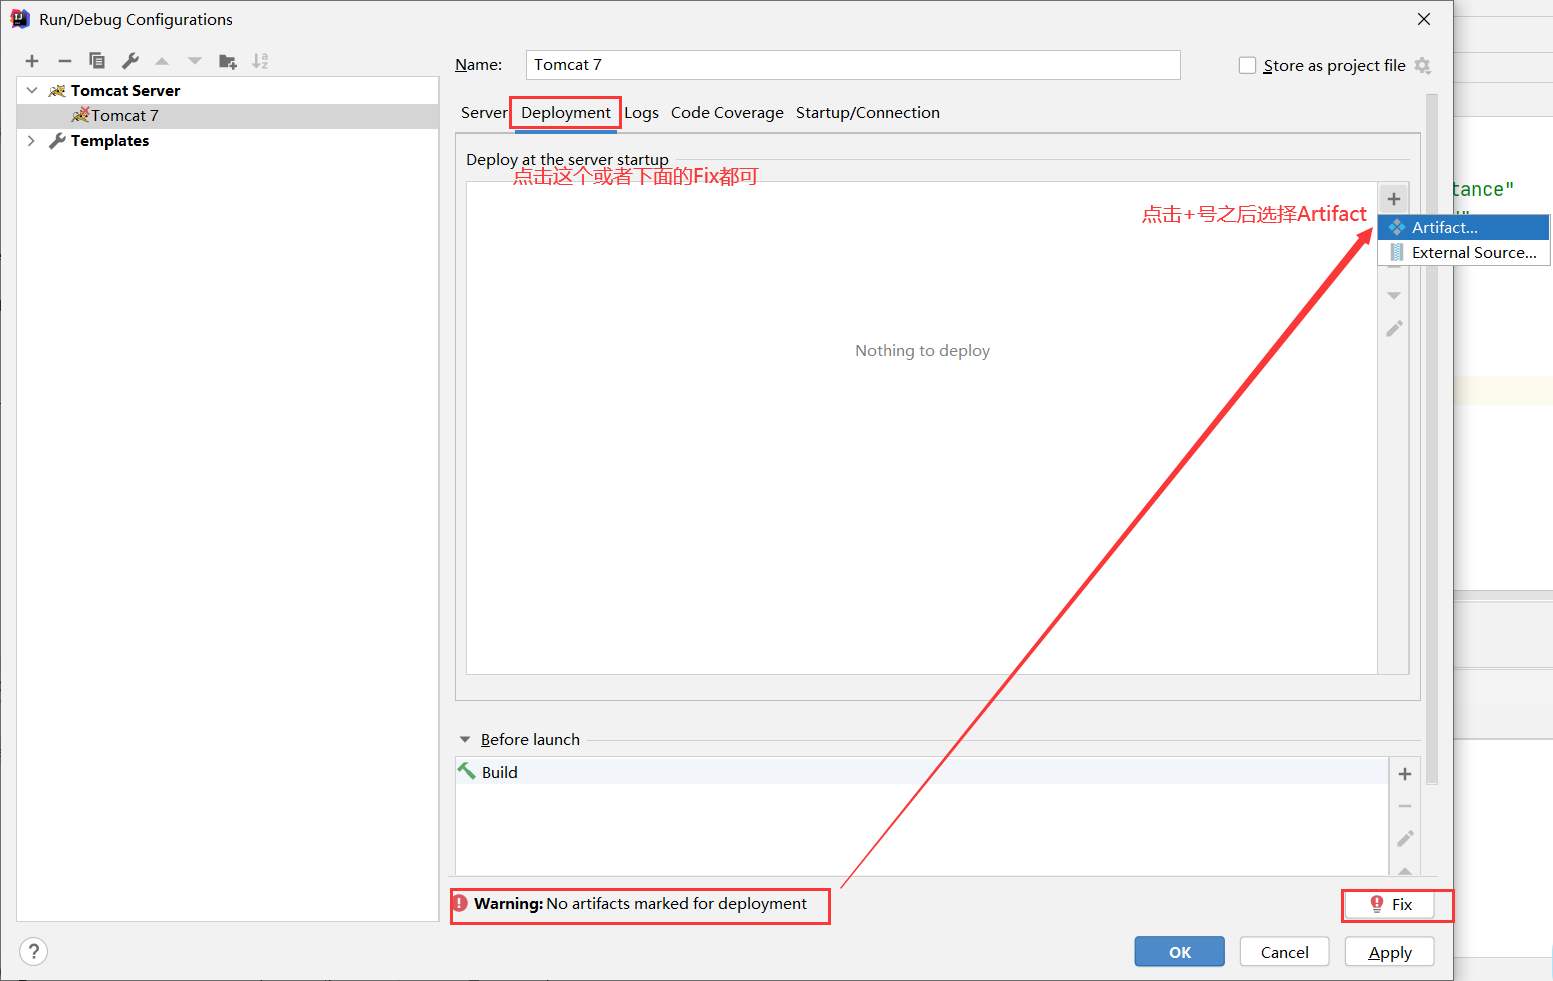 Run/Debug Configurations
Name: Tomcat 7
Store as project file
Tomcat Server
Tomcat 7
Templates
Server Deployment Logs Code Coverage Startup/Connection
Deploy at the server startup
点击这个或者下面的Fix都可
点击+号之后选择Artifact
tance"
Artifact...
External Source...
Nothing to deploy
Before launch
Build
Warning: No artifacts marked for deployment
Fix
?
OK
Cancel
Apply